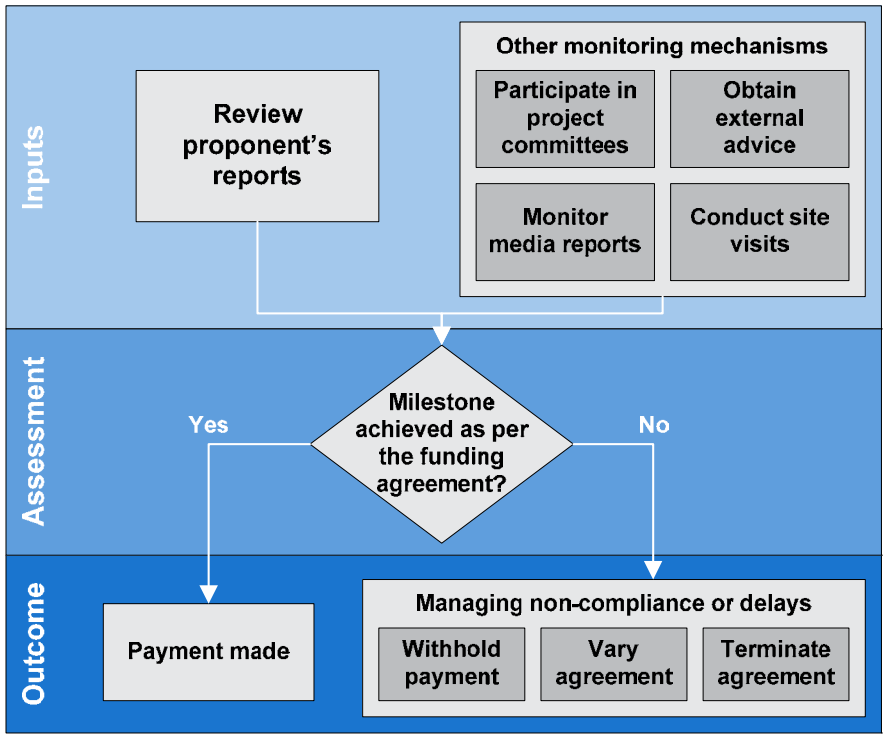 Inputs
Review
proponent's
reports
Other monitoring mechanisms
Participate in
project
committees
Obtain
external
advice
Monitor
media reports
Conduct site
visits
Assessment
Yes
Milestone
achieved as per
the funding
agreement?
No
Outcome
Payment made
Managing non-compliance or delays
Withhold
payment
Vary
agreement
Terminate
agreement